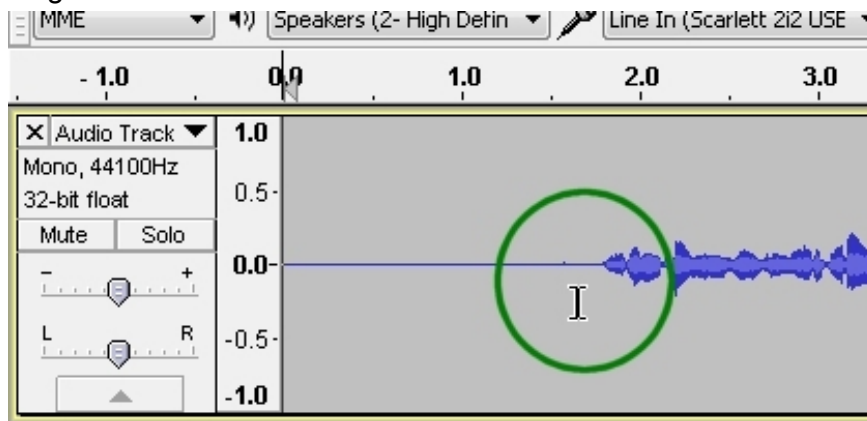 MME Speakers (2- High Defin Line In (Scarlett 2i2 USE
- 1.0 0.0 1.0 2.0 3.0
X Audio Track 1.0
Mono, 44100Hz
32-bit float 0.5
Mute Solo
- + 0.0
L R -0.5
-1.0